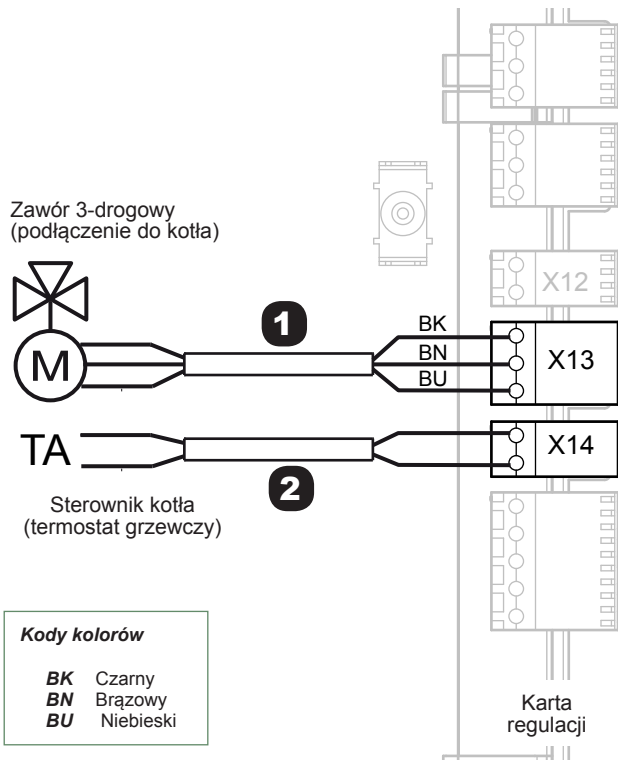 X12
Zawór 3-drogowy
(podłączenie do kotła)
1
BK
BN
BU
M
X13
TA
X14
2
Sterownik kotła
(termostat grzewczy)
Kody kolorów
BK Czarny
BN Brązowy
BU Niebieski
Karta
regulacji